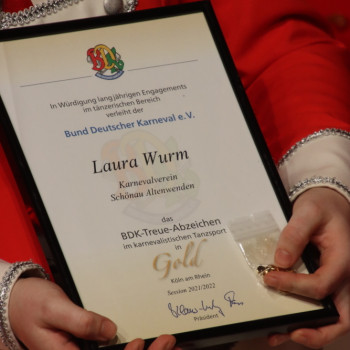 BDK
In Würdigung langjährigen Engagements
im tänzerischen Bereich
verleiht der
Bund Deutscher Karneval e.V.
Laura Wurm
Karnevalverein
Schönau Altenwenden
das
BDK-Treue-Abzeichen
im karnevalistischen Tanzsport
in
Gold
Köln am Rhein
Session 2021/2022
Präsident